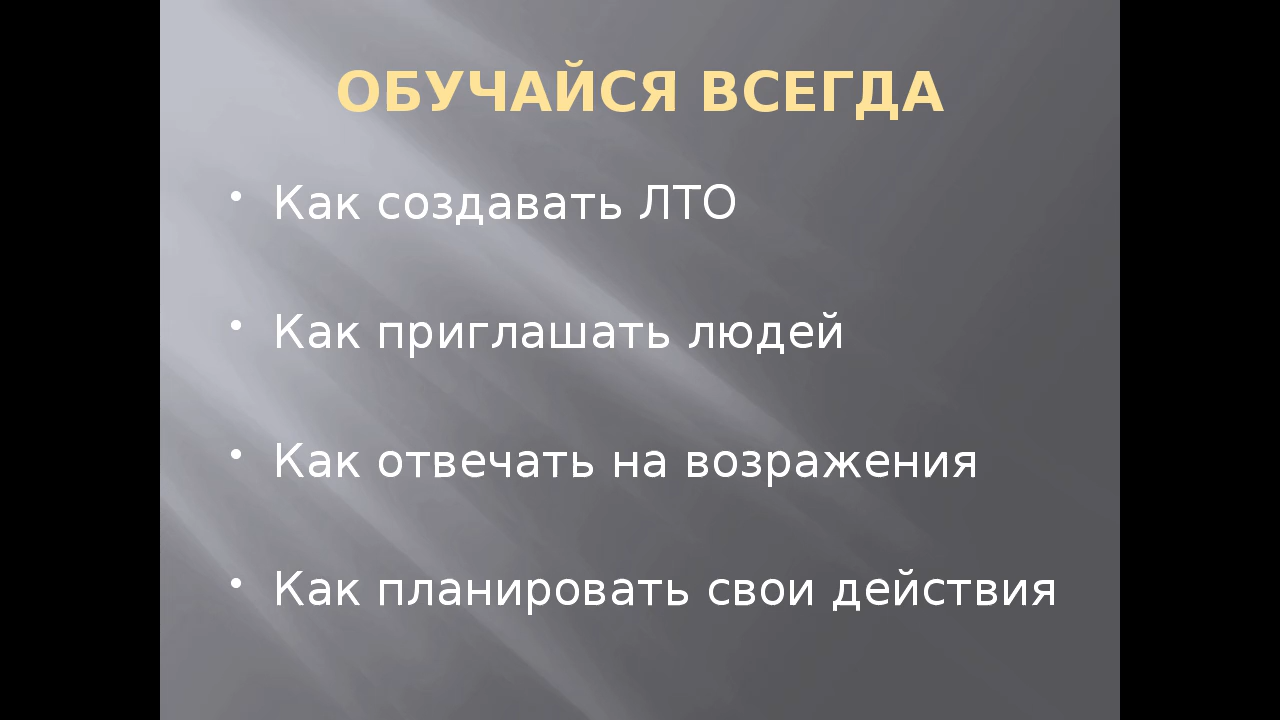 ОБУЧАЙСЯ ВСЕГДА
• Как создавать ЛТО
• Как приглашать людей
• Как отвечать на возражения
• Как планировать свои действия